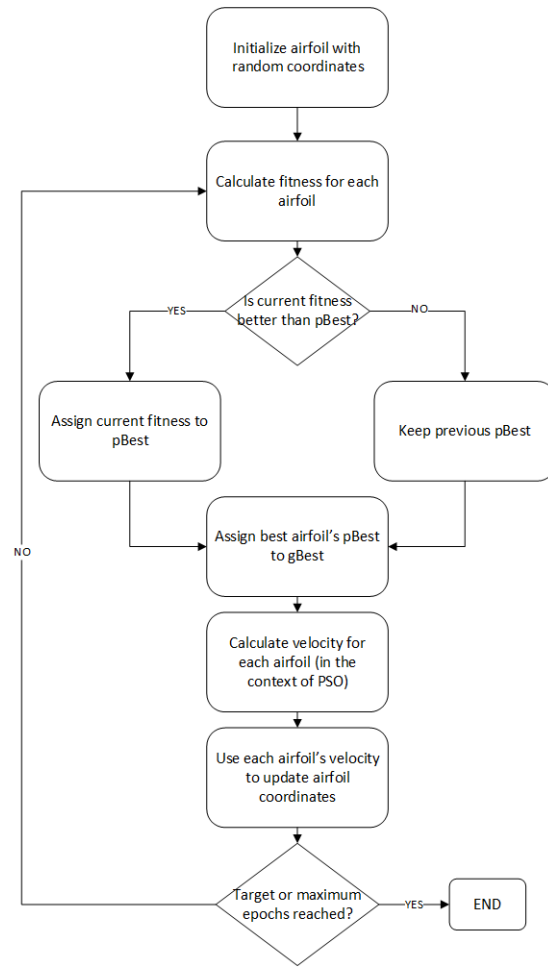 Initialize airfoil with
random coordinates
Calculate fitness for each
airfoil
Is current fitness
better than pBest?
YES
NO
Assign current fitness to
pBest
Keep previous pBest
Assign best airfoil's pBest
to gBest
NO
Calculate velocity for
each airfoil (in the
context of PSO)
Use each airfoil's velocity
to update airfoil
coordinates
Target or maximum
epochs reached?
YES
END